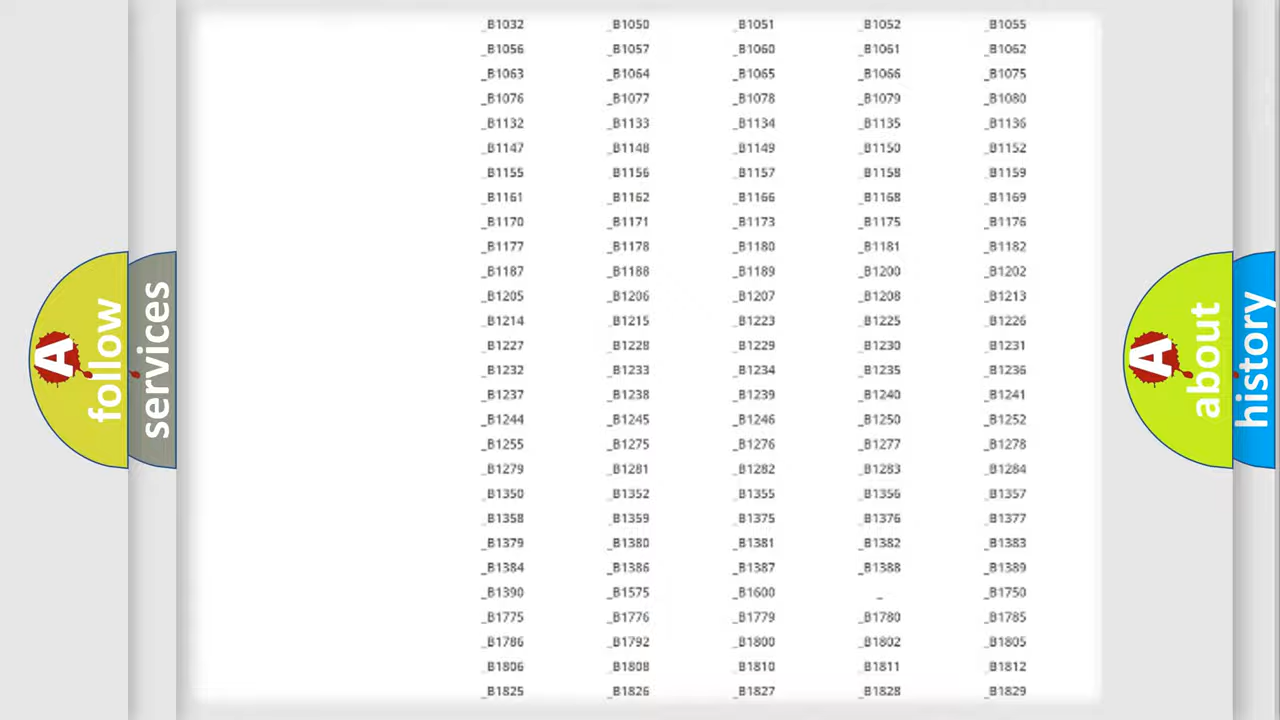 _B1032 _B1050 _B1051 _B1052 _B1055
_B1056 _B1057 _B1060 _B1061 _B1062
_B1063 _B1064 _B1065 _B1066 _B1075
_B1076 _B1077 _B1078 _B1079 _B1080
_B1132 _B1133 _B1134 _B1135 _B1136
_B1147 _B1148 _B1149 _B1150 _B1152
_B1155 _B1156 _B1157 _B1158 _B1159
_B1161 _B1162 _B1166 _B1168 _B1169
_B1170 _B1171 _B1173 _B1175 _B1176
_B1177 _B1178 _B1180 _B1181 _B1182
_B1187 _B1188 _B1189 _B1200 _B1202
_B1205 _B1206 _B1207 _B1208 _B1213
_B1214 _B1215 _B1223 _B1225 _B1226
_B1227 _B1228 _B1229 _B1230 _B1231
_B1232 _B1233 _B1234 _B1235 _B1236
_B1237 _B1238 _B1239 _B1240 _B1241
_B1244 _B1245 _B1246 _B1250 _B1252
_B1255 _B1275 _B1276 _B1277 _B1278
_B1279 _B1281 _B1282 _B1283 _B1284
_B1350 _B1352 _B1355 _B1356 _B1357
_B1358 _B1359 _B1375 _B1376 _B1377
_B1379 _B1380 _B1381 _B1382 _B1383
_B1384 _B1386 _B1387 _B1388 _B1389
_B1390 _B1575 _B1600 _ _B1750
_B1775 _B1776 _B1779 _B1780 _B1785
_B1786 _B1792 _B1800 _B1802 _B1805
_B1806 _B1808 _B1810 _B1811 _B1812
_B1825 _B1826 _B1827 _B1828 _B1829
A
follow
services
A
about
history